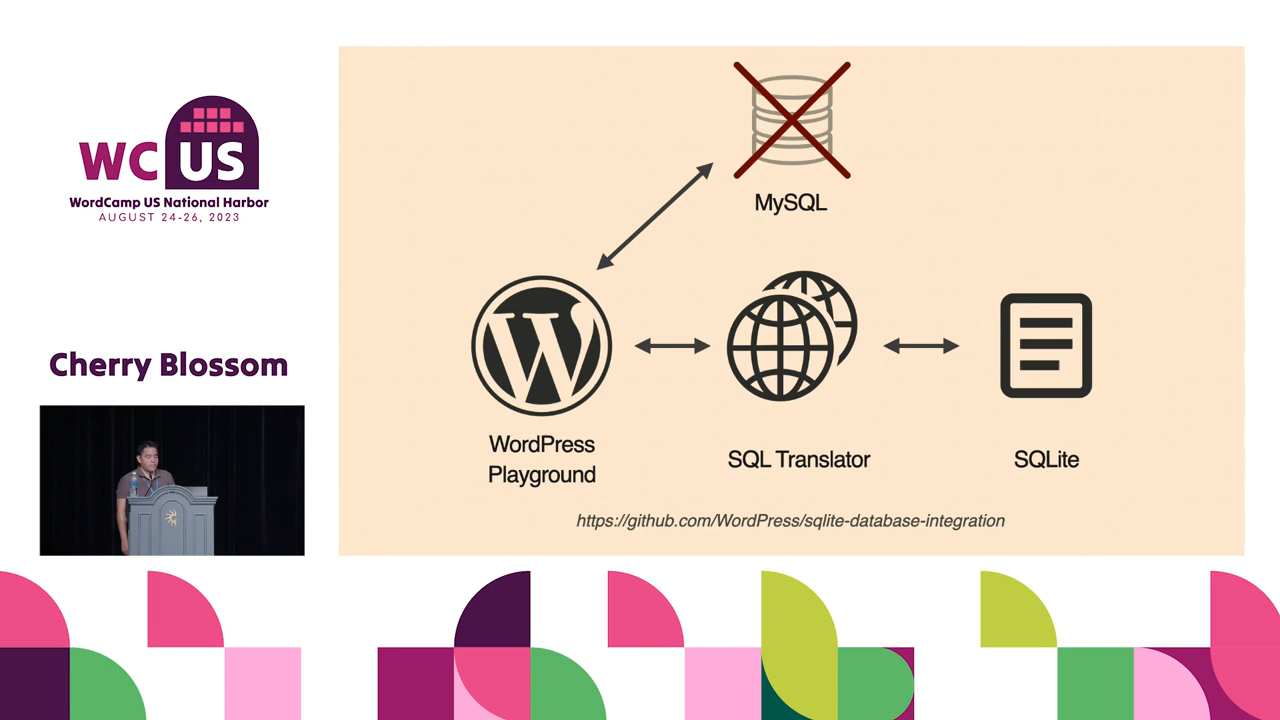 WC US
WordCamp US National Harbor
AUGUST 24-26, 2023
Cherry Blossom
MySQL
WordPress
Playground
SQL Translator
SQLite
https://github.com/WordPress/sqlite-database-integration